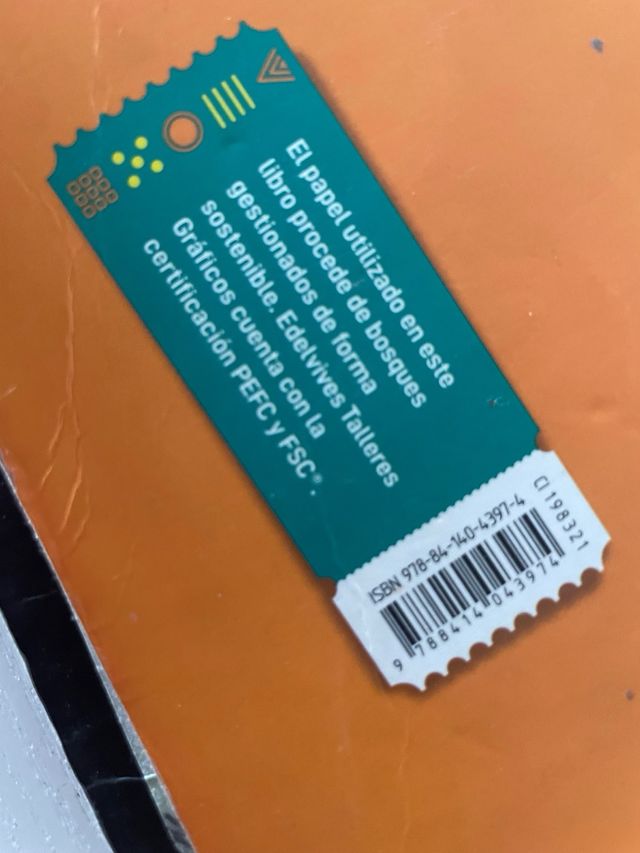 El papel utilizado en este
libro procede de bosques
gestionados de forma
sostenible. Edelvives Talleres
Gráficos cuenta con la
certificación PEFC y FSC®.
ISBN 978-84-140-4397-4
CI 198321
9 788414 043974